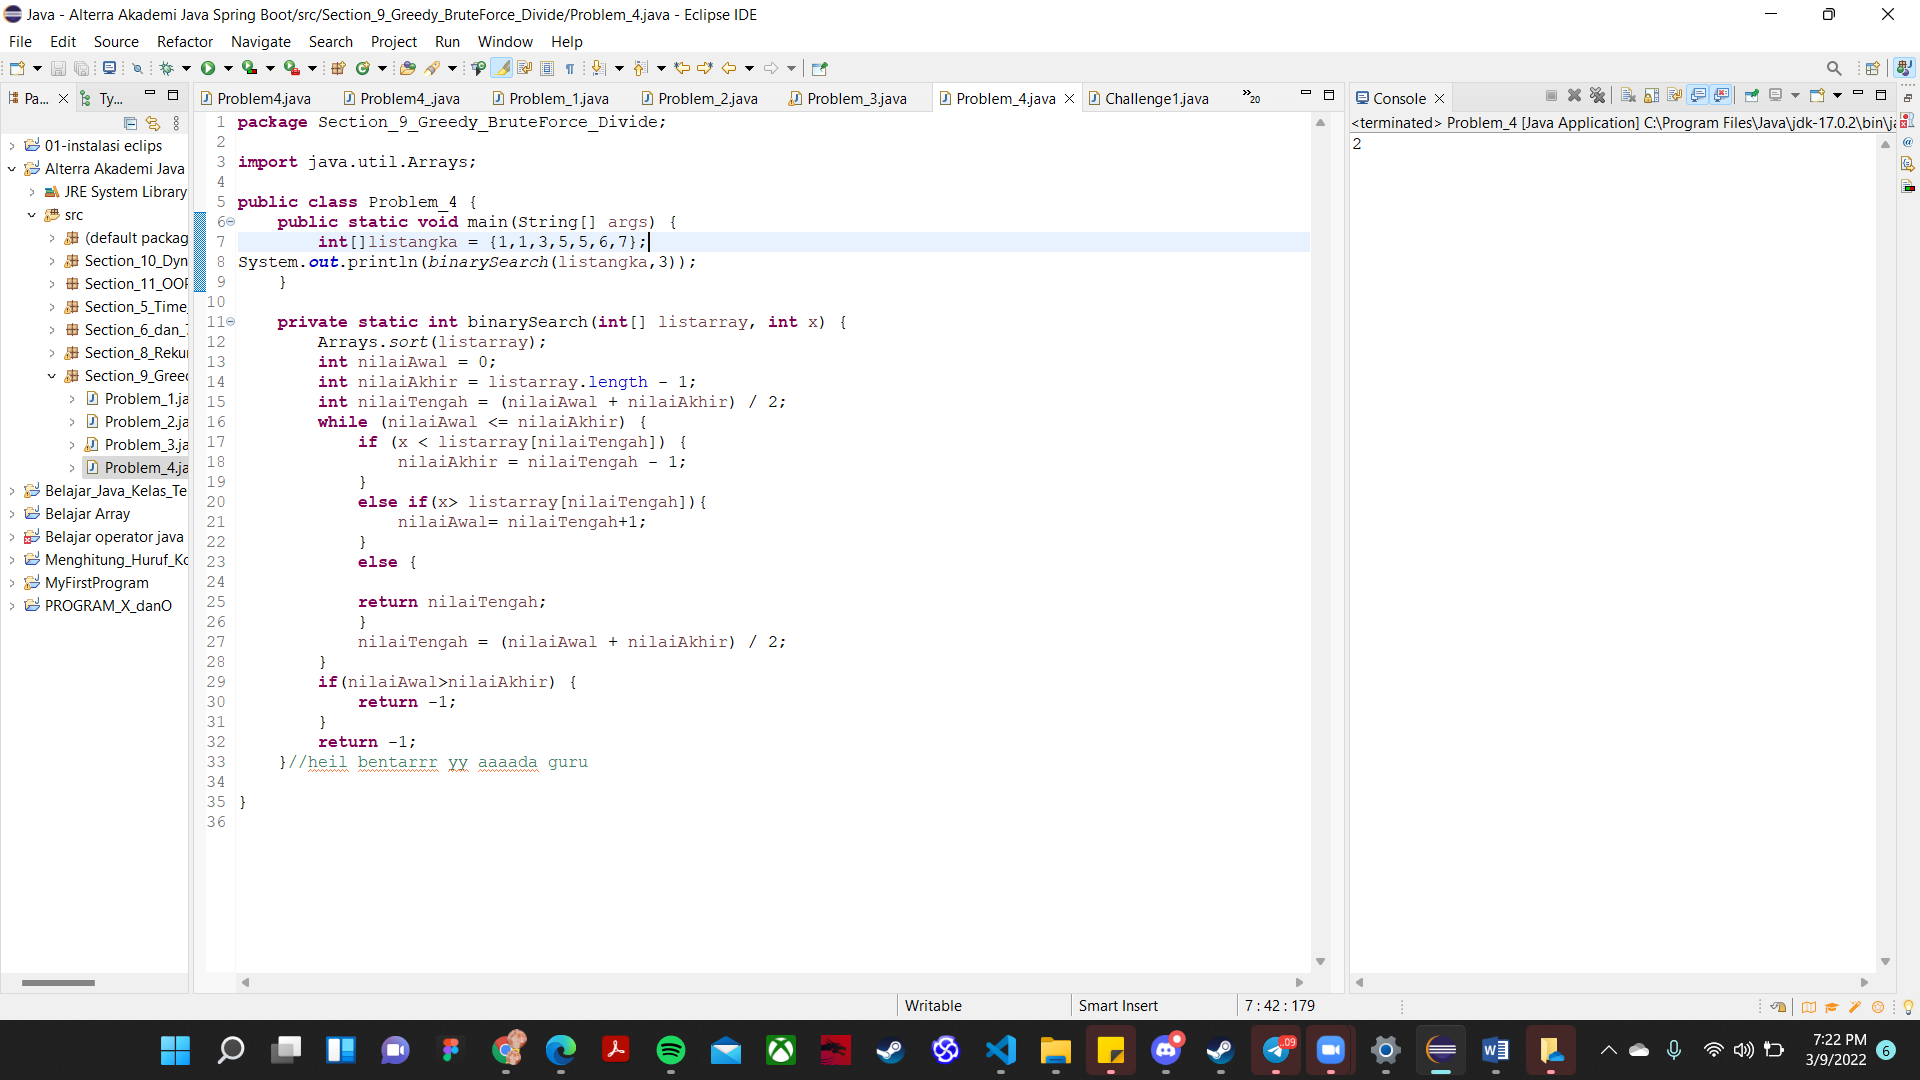 Java - Alterra Akademi Java Spring Boot/src/Section_9_Greedy_BruteForce_Divide/Problem_4.java - Eclipse IDE
File Edit Source Refactor Navigate Search Project Run Window Help
Pa... Ty...
Problem4.java Problem4_.java Problem_1.java Problem_2.java Problem_3.java Problem_4.java Challenge1.java »20
Console
<terminated> Problem_4 [Java Application] C:\Program Files\Java\jdk-17.0.2\bin\ja
2
01-instalasi eclips
Alterra Akademi Java
JRE System Library
src
(default packag
Section_10_Dyn
Section_11_OOP
Section_5_Time_
Section_6_dan_7
Section_8_Rekur
Section_9_Greed
Problem_1.ja
Problem_2.ja
Problem_3.ja
Problem_4.ja
Belajar_Java_Kelas_Te
Belajar Array
Belajar operator java
Menghitung_Huruf_Ko
MyFirstProgram
PROGRAM_X_danO
1 package Section_9_Greedy_BruteForce_Divide;
2
3 import java.util.Arrays;
4
5 public class Problem_4 {
6 public static void main(String[] args) {
7 int[]listangka = {1,1,3,5,5,6,7};
8 System.out.println(binarySearch(listangka,3));
9 }
10
11 private static int binarySearch(int[] listarray, int x) {
12 Arrays.sort(listarray);
13 int nilaiAwal = 0;
14 int nilaiAkhir = listarray.length - 1;
15 int nilaiTengah = (nilaiAwal + nilaiAkhir) / 2;
16 while (nilaiAwal <= nilaiAkhir) {
17 if (x < listarray[nilaiTengah]) {
18 nilaiAkhir = nilaiTengah - 1;
19 }
20 else if(x> listarray[nilaiTengah]){
21 nilaiAwal= nilaiTengah+1;
22 }
23 else {
24
25 return nilaiTengah;
26 }
27 nilaiTengah = (nilaiAwal + nilaiAkhir) / 2;
28 }
29 if(nilaiAwal>nilaiAkhir) {
30 return -1;
31 }
32 return -1;
33 }//heil bentarrr yy aaaada guru
34
35 }
36
Writable Smart Insert 7 : 42 : 179
.09
7:22 PM
3/9/2022
6